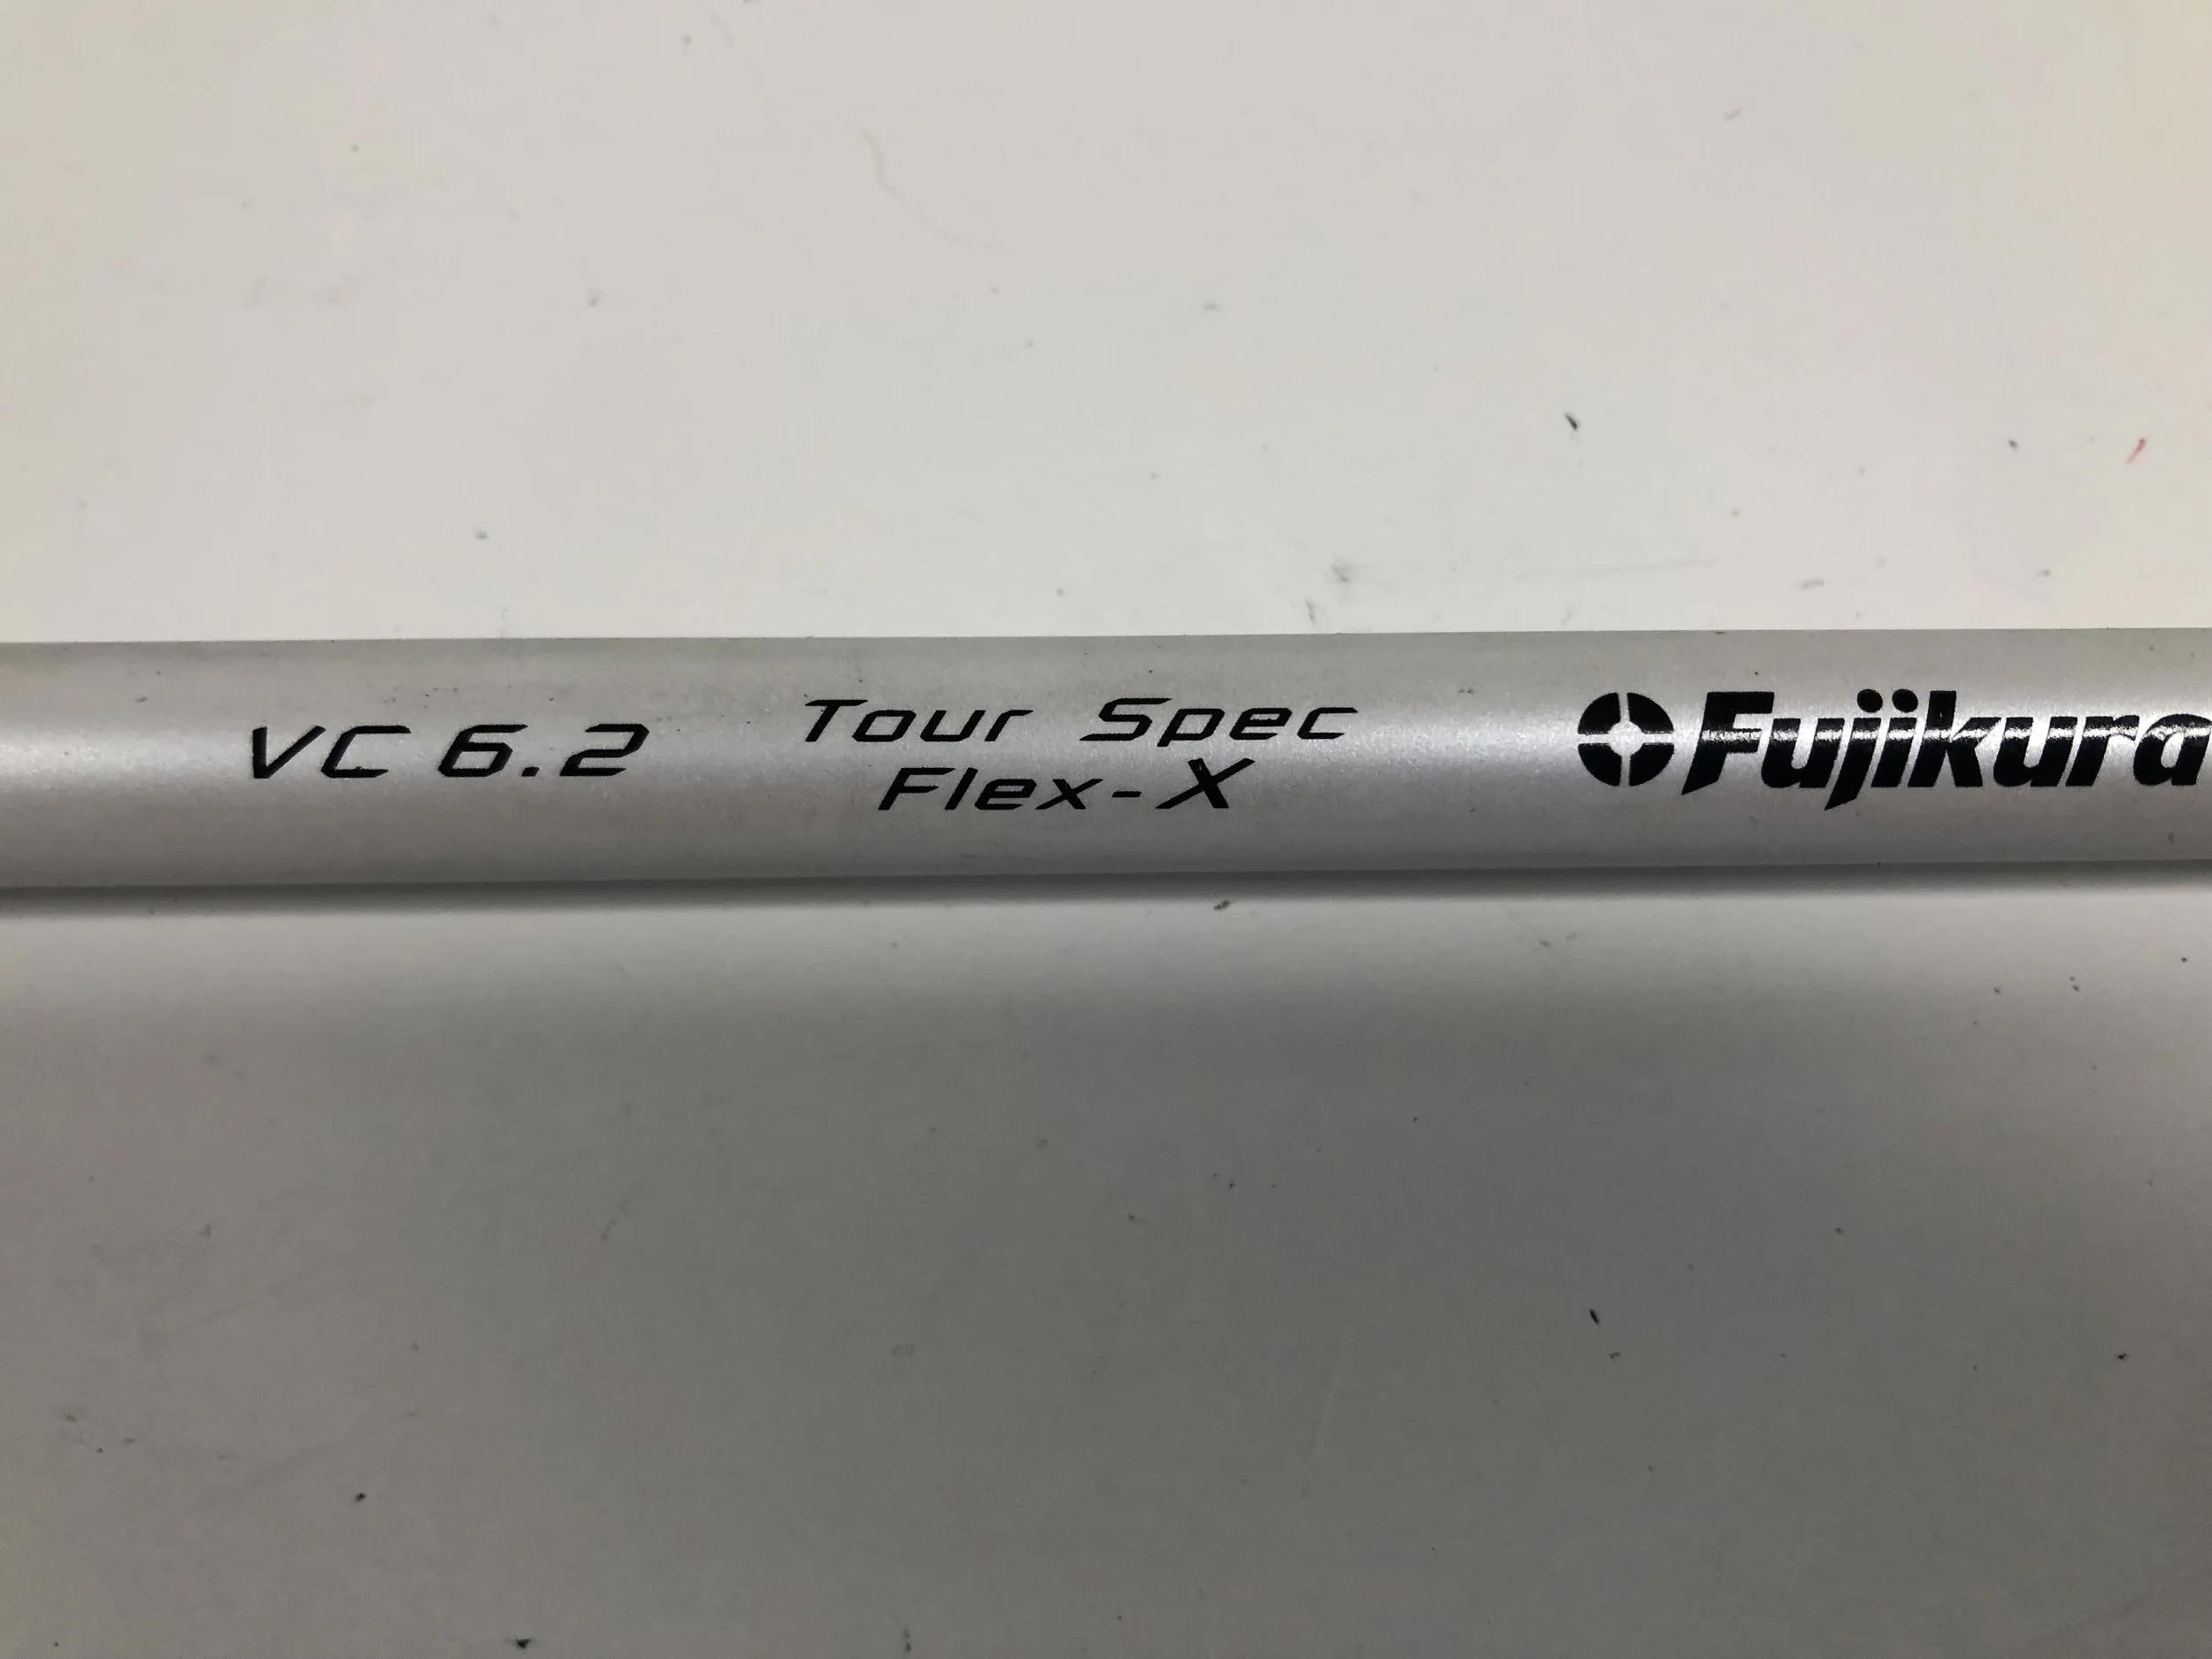 VC 6.2
Tour Spec
Flex-X
Fujikura